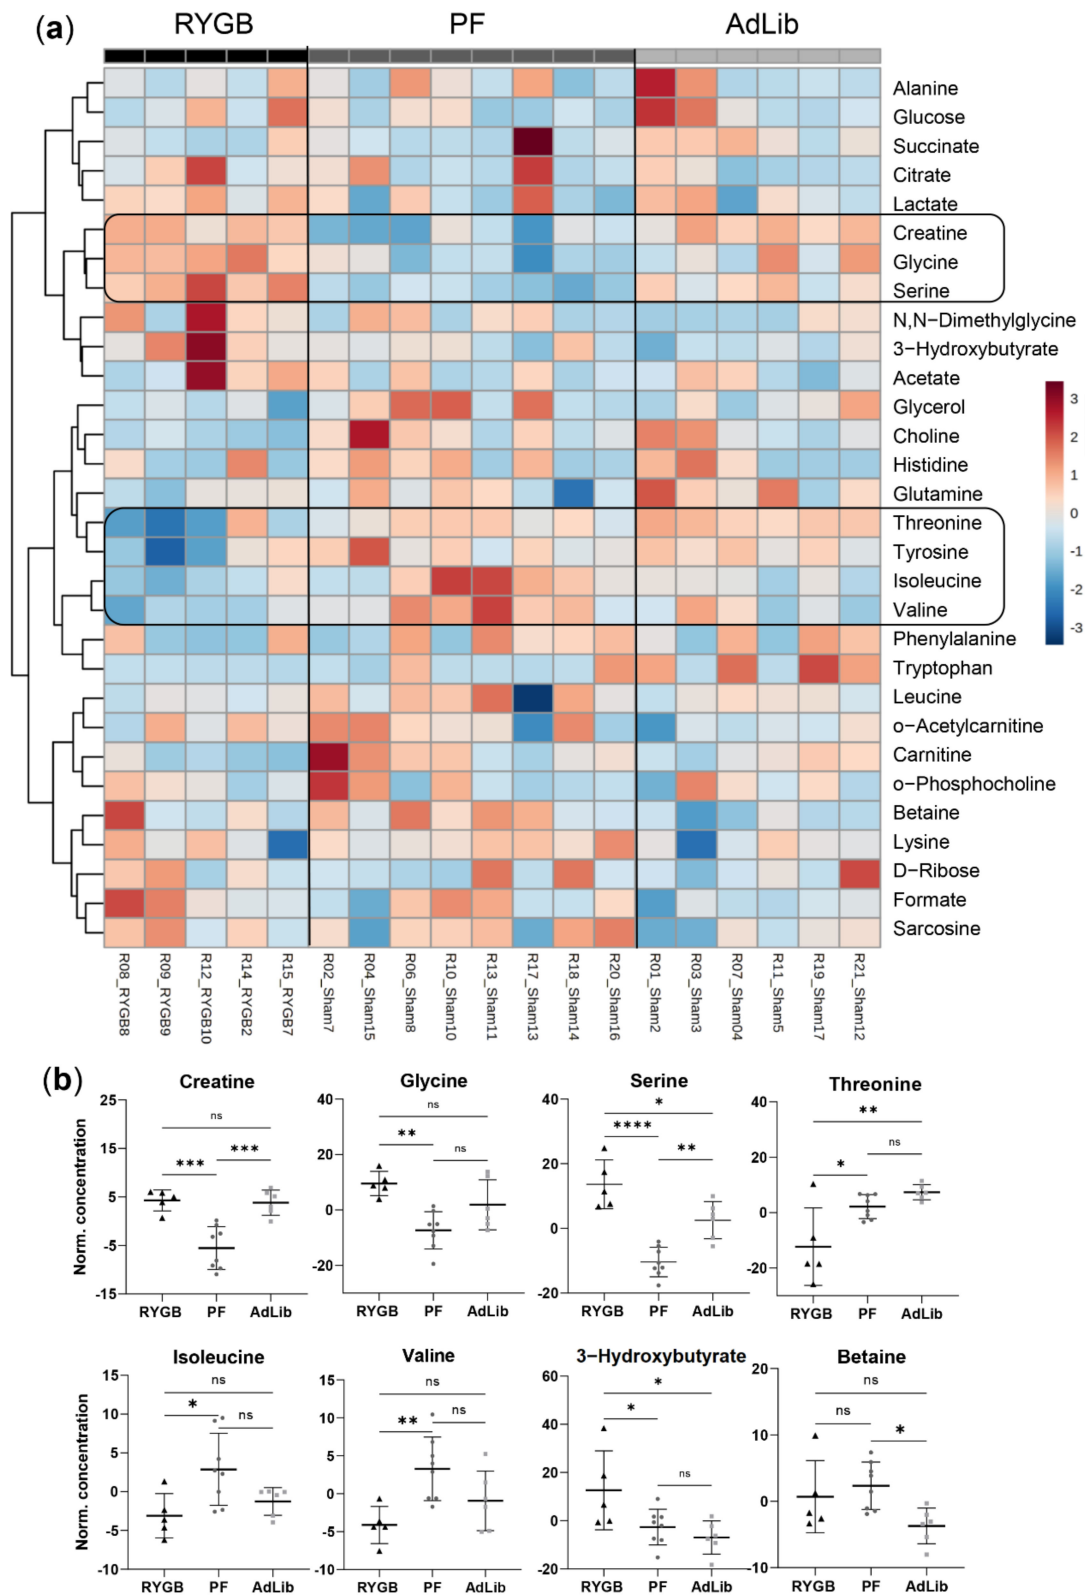 (a)
RYGB PF AdLib
Alanine
Glucose
Succinate
Citrate
Lactate
Creatine
Glycine
Serine
N,N−Dimethylglycine
3−Hydroxybutyrate
Acetate
Glycerol
Choline
Histidine
Glutamine
Threonine
Tyrosine
Isoleucine
Valine
Phenylalanine
Tryptophan
Leucine
o−Acetylcarnitine
Carnitine
o−Phosphocholine
Betaine
Lysine
D−Ribose
Formate
Sarcosine
3
2
1
0
-1
-2
-3
R08_RYGB8
R09_RYGB9
R12_RYGB10
R14_RYGB2
R15_RYGB7
R02_Sham7
R04_Sham15
R06_Sham8
R10_Sham10
R13_Sham11
R17_Sham13
R18_Sham14
R20_Sham16
R01_Sham2
R03_Sham3
R07_Sham04
R11_Sham5
R19_Sham17
R21_Sham12
(b)
Creatine
Norm. concentration
25
15
5
-5
-15
ns
***
***
RYGB PF AdLib
Glycine
40
20
0
-20
ns
**
ns
RYGB PF AdLib
Serine
40
20
0
-20
*
****
**
RYGB PF AdLib
Threonine
40
20
0
-20
**
ns
*
RYGB PF AdLib
Isoleucine
Norm. concentration
15
10
5
0
-5
-10
ns
*
ns
RYGB PF AdLib
Valine
15
10
5
0
-5
-10
ns
**
ns
RYGB PF AdLib
3−Hydroxybutyrate
60
40
20
0
-20
*
*
ns
RYGB PF AdLib
Betaine
20
10
0
-10
ns
ns
*
RYGB PF AdLib